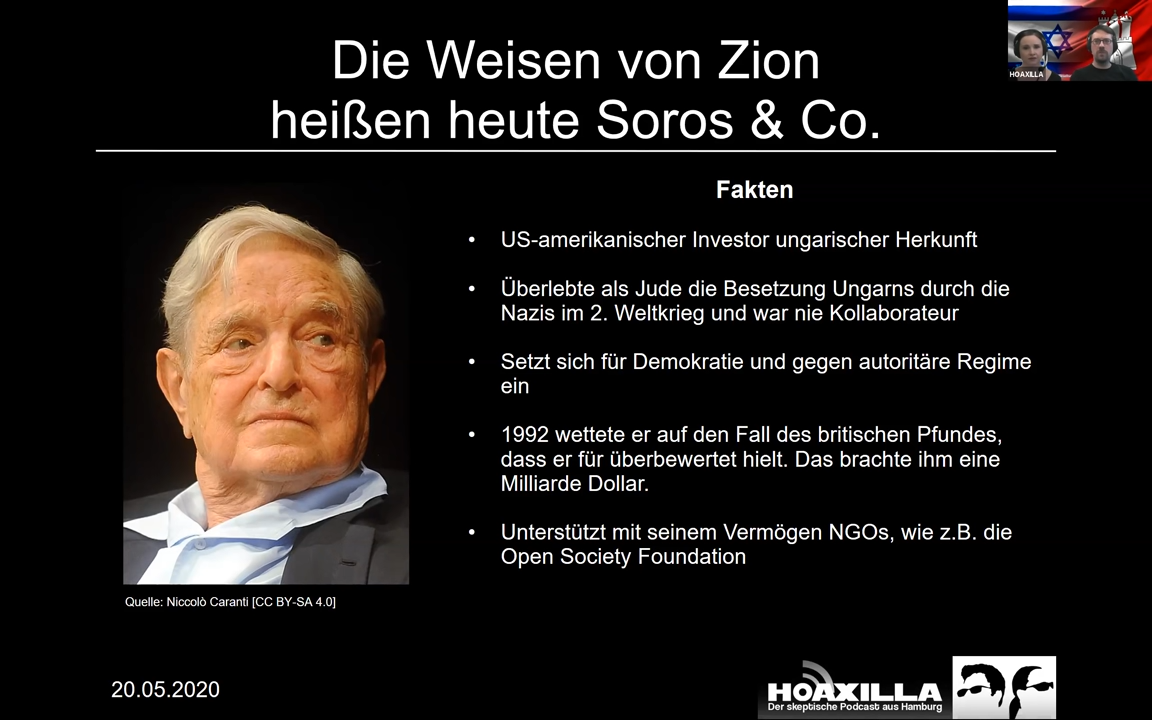 HOAXILLA
Die Weisen von Zion
heißen heute Soros & Co.
Fakten
• US-amerikanischer Investor ungarischer Herkunft
• Überlebte als Jude die Besetzung Ungarns durch die
Nazis im 2. Weltkrieg und war nie Kollaborateur
• Setzt sich für Demokratie und gegen autoritäre Regime
ein
• 1992 wettete er auf den Fall des britischen Pfundes,
dass er für überbewertet hielt. Das brachte ihm eine
Milliarde Dollar.
• Unterstützt mit seinem Vermögen NGOs, wie z.B. die
Open Society Foundation
Quelle: Niccolò Caranti [CC BY-SA 4.0]
20.05.2020
HOAXILLA
Der skeptische Podcast aus Hamburg